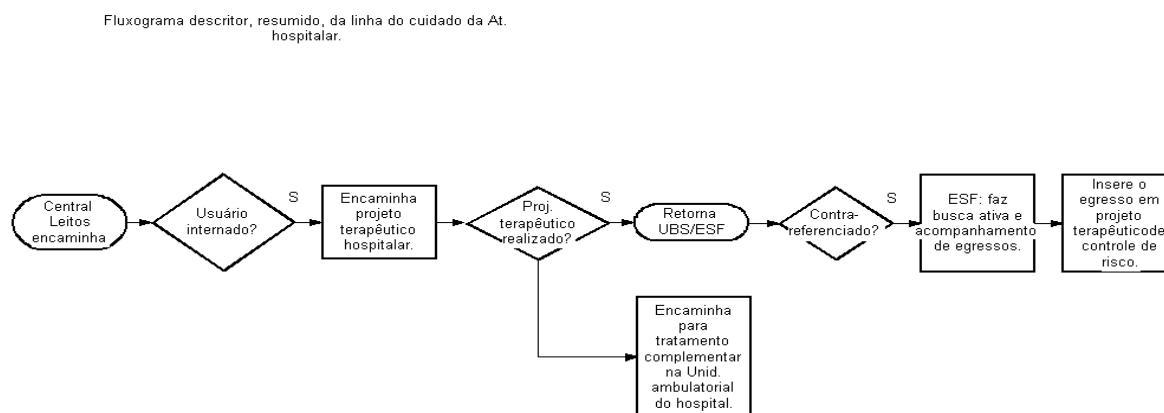 Fluxograma descritor, resumido, da linha do cuidado da At.
hospitalar.
Central
Leitos
encaminha
Usuário
internado?
S
Encaminha
projeto
terapêutico
hospitalar.
Proj.
terapêutico
realizado?
S
Retorna
UBS/ESF
Contra-
referenciado?
S
ESF: faz
busca ativa e
acompanhamento
de egressos.
Insere o
egresso em
projeto
terapêuticode
controle de
risco.
Encaminha
para
tratamento
complementar
na Unid.
ambulatorial
do hospital.